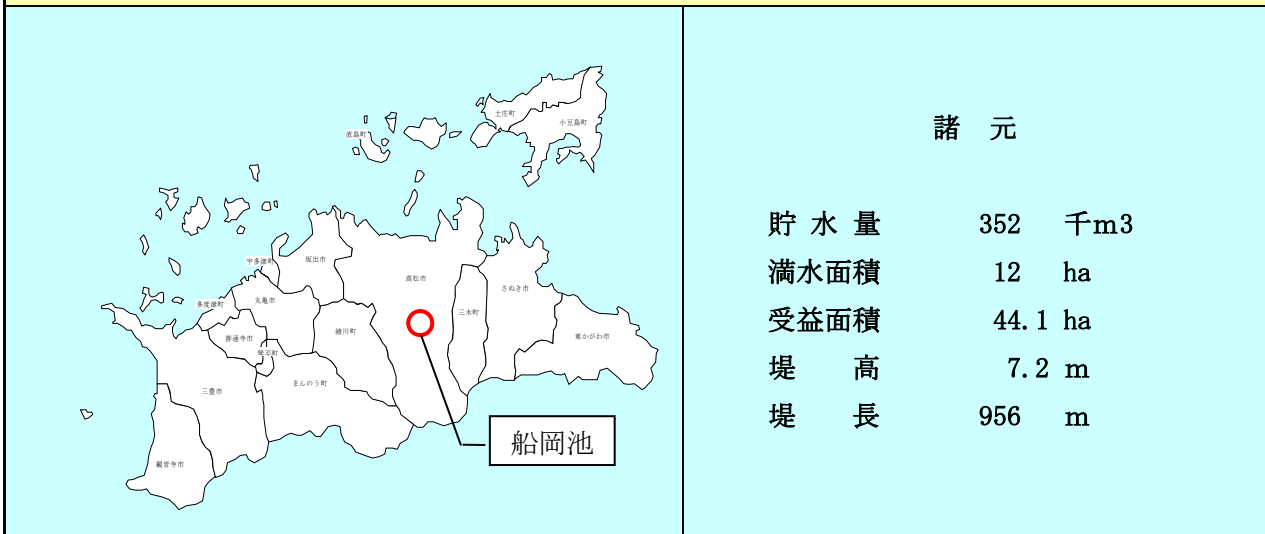 土庄町
小豆島町
直島町
宇多津町
坂出市
高松市
さぬき市
多度津町
丸亀市
三木町
善通寺市
綾川町
東かがわ市
琴平町
まんのう町
三豊市
観音寺市
船岡池
諸 元
貯 水 量 352 千m3
満水面積 12 ha
受益面積 44.1 ha
堤 高 7.2 m
堤 長 956 m